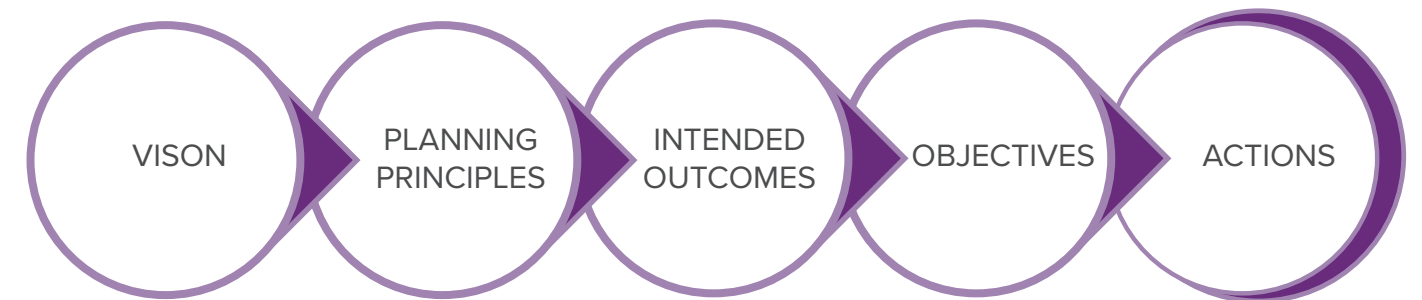 VISON
PLANNING
PRINCIPLES
INTENDED
OUTCOMES
OBJECTIVES
ACTIONS